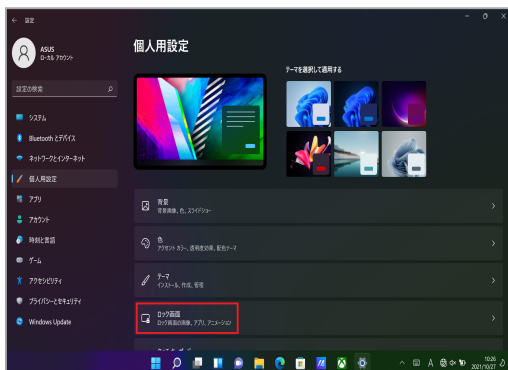 ← 設定
ASUS
ローカル アカウント
設定の検索
システム
Bluetooth とデバイス
ネットワークとインターネット
個人用設定
アプリ
アカウント
時刻と言語
ゲーム
アクセシビリティ
プライバシーとセキュリティ
Windows Update
個人用設定
テーマを選択して適用する
背景
背景画像、色、スライドショー
色
アクセント カラー、透明度効果、配色テーマ
テーマ
インストール、作成、管理
ロック画面
ロック画面の画像、アプリ、アニメーション
A
10:26
2021/10/27